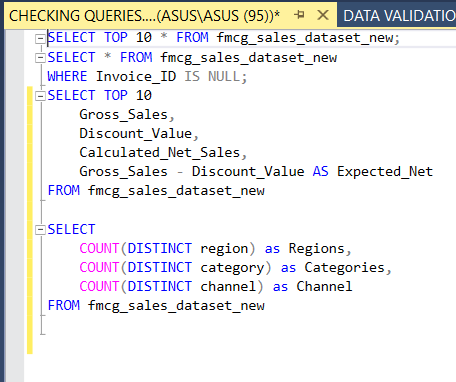 CHECKING QUERIES....(ASUS\ASUS (95))* DATA VALIDATIO
SELECT TOP 10 * FROM fmcg_sales_dataset_new;
SELECT * FROM fmcg_sales_dataset_new
WHERE Invoice_ID IS NULL;
SELECT TOP 10
    Gross_Sales,
    Discount_Value,
    Calculated_Net_Sales,
    Gross_Sales - Discount_Value AS Expected_Net
FROM fmcg_sales_dataset_new
SELECT
    COUNT(DISTINCT region) as Regions,
    COUNT(DISTINCT category) as Categories,
    COUNT(DISTINCT channel) as Channel
FROM fmcg_sales_dataset_new